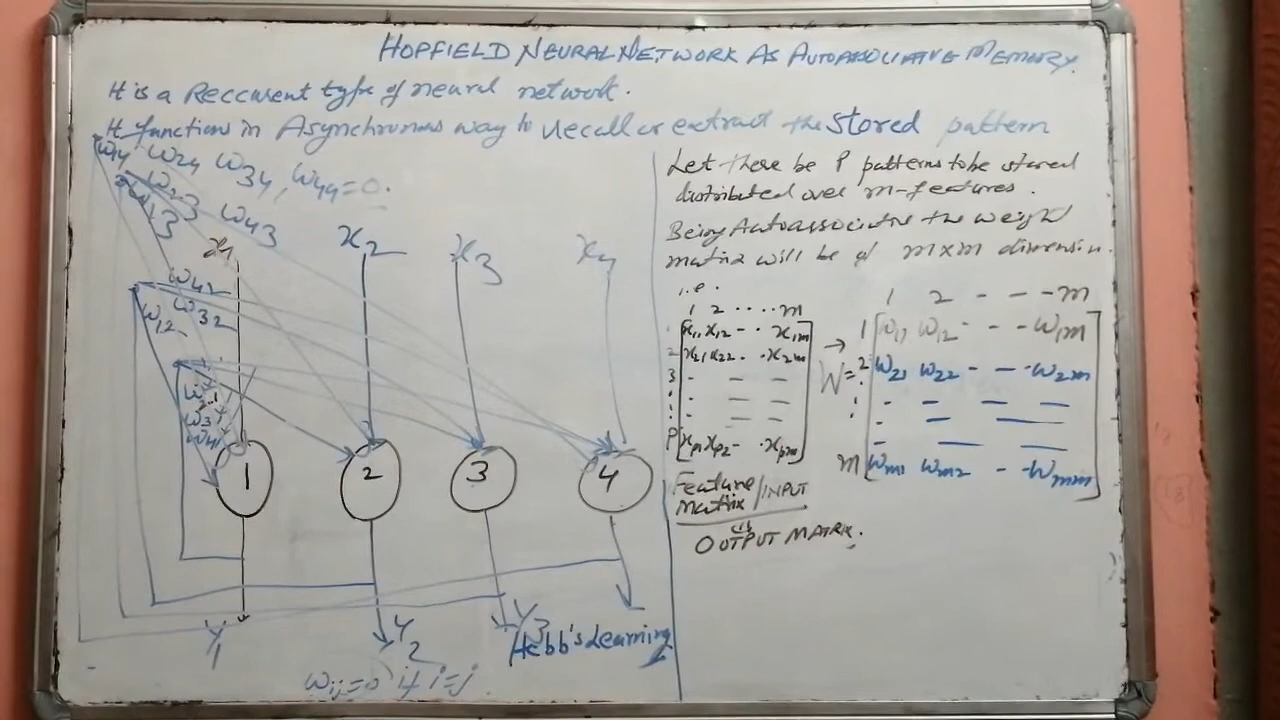 HOPFIELD NEURAL NETWORK AS AUTOASSOCIATIVE MEMORY.
It is a Reccurent type of neural network.
It function in Asynchronous way to recall or extract the stored pattern
W14 W24 W34, W44=0.
W23
W13 W43
x1 x2 x3 x4
W42
W32
W12
W21
W31
W41
1 2 3 4
Y1 Y2 Y3
Hebb's Learning
Wij=0 if i=j
Let there be P patterns to be stored
distributed over m-features.
Being Autoassociative the weight
matrix will be of m×m dimension.
i.e.
1 2 .... m
x11 x12 - . x1m
2 x21 x22 - . x2m
3 - - -
P xp1 xp2 - . xpm
Feature
Matrix/INPUT
OUTPUT MATRIX.
1 2 - - - m
→ 1 W11 W12 - - - W1m
W= 2 W21 W22 - - - W2m
m Wm1 Wm2 - - Wmm